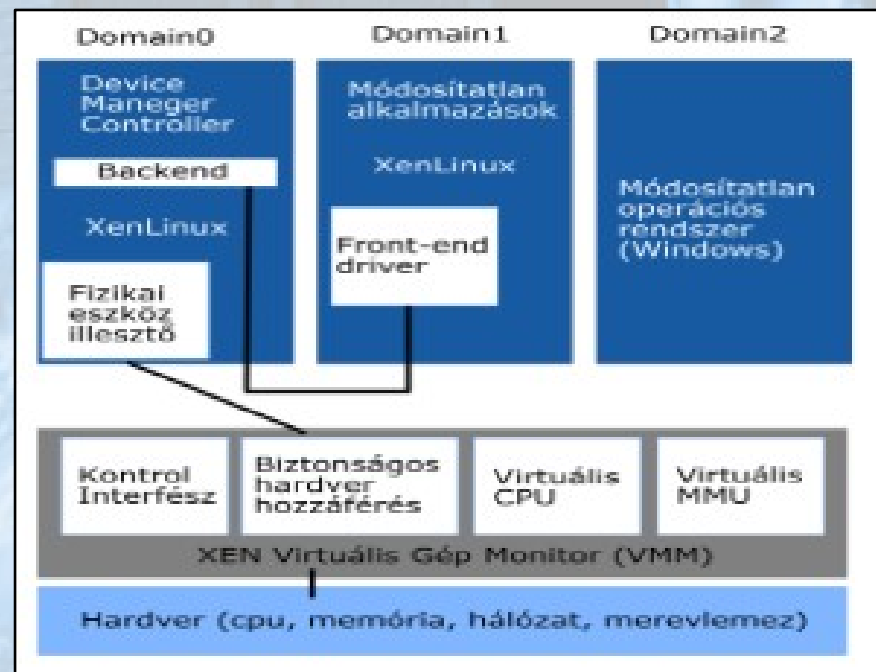 Domain0
Domain1
Domain2
Device
Maneger
Controller
Backend
XenLinux
Fizikai
eszköz
illesztő
Módosítatlan
alkalmazások
XenLinux
Front-end
driver
Módosítatlan
operációs
rendszer
(Windows)
Kontrol
Interfész
Biztonságos
hardver
hozzáférés
Virtuális
CPU
Virtuális
MMU
XEN Virtuális Gép Monitor (VMM)
Hardver (cpu, memória, hálózat, merevlemez)